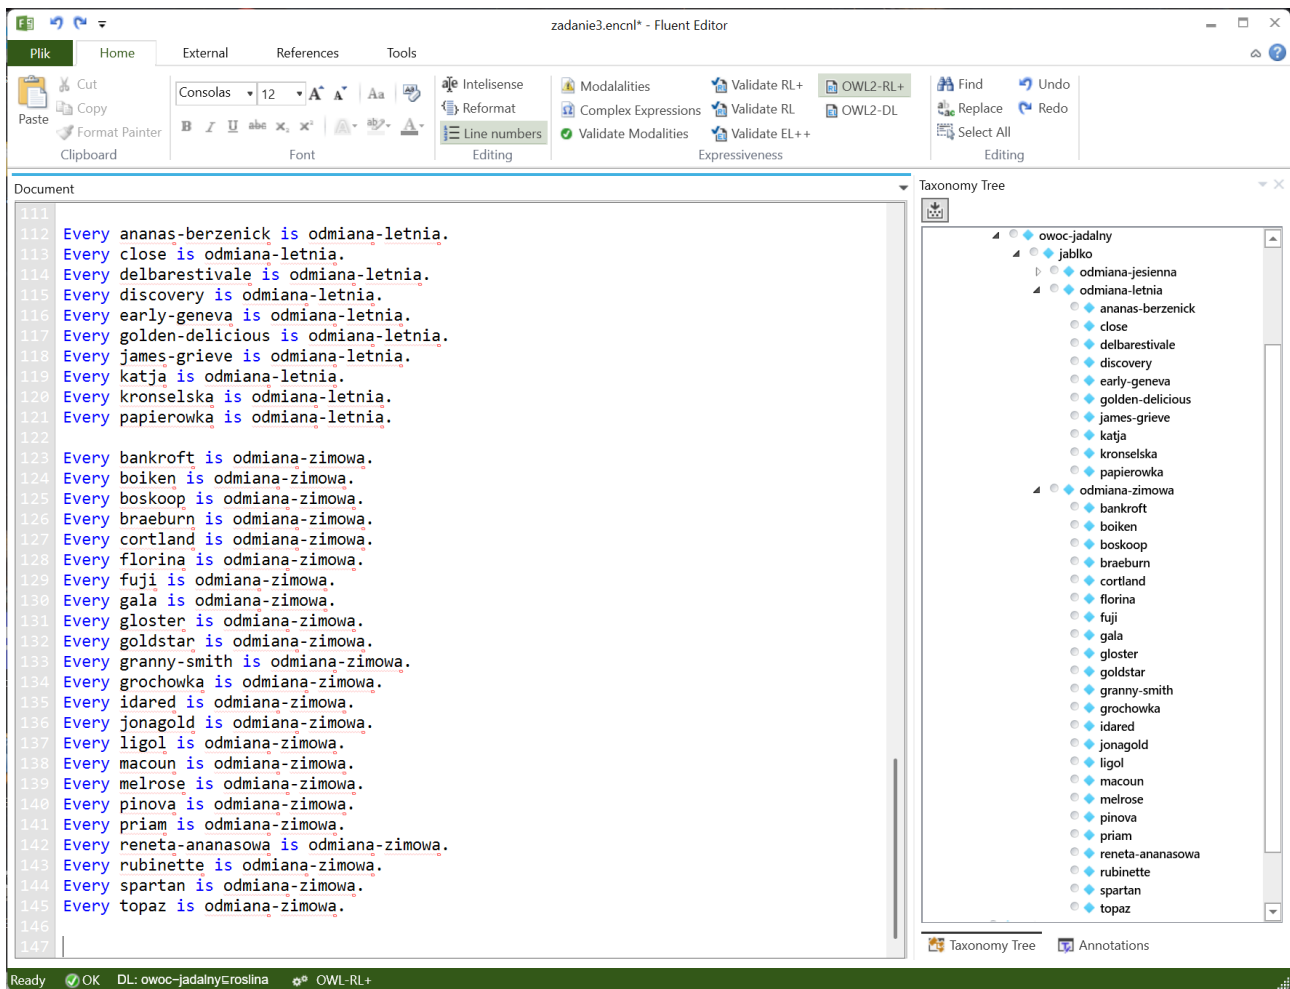 zadanie3.encnl* - Fluent Editor
Plik Home External References Tools
Paste
Cut
Copy
Format Painter
Clipboard
Consolas 12
Font
Intelisense
Reformat
Line numbers
Editing
Modalalities
Complex Expressions
Validate Modalities
Validate RL+
Validate RL
Validate EL++
OWL2-RL+
OWL2-DL
Expressiveness
Find
Replace
Select All
Undo
Redo
Editing
Document
111
112 Every ananas-berzenick is odmiana-letnia.
113 Every close is odmiana-letnia.
114 Every delbarestivale is odmiana-letnia.
115 Every discovery is odmiana-letnia.
116 Every early-geneva is odmiana-letnia.
117 Every golden-delicious is odmiana-letnia.
118 Every james-grieve is odmiana-letnia.
119 Every katja is odmiana-letnia.
120 Every kronselska is odmiana-letnia.
121 Every papierowka is odmiana-letnia.
122
123 Every bankroft is odmiana-zimowa.
124 Every boiken is odmiana-zimowa.
125 Every boskoop is odmiana-zimowa.
126 Every braeburn is odmiana-zimowa.
127 Every cortland is odmiana-zimowa.
128 Every florina is odmiana-zimowa.
129 Every fuji is odmiana-zimowa.
130 Every gala is odmiana-zimowa.
131 Every gloster is odmiana-zimowa.
132 Every goldstar is odmiana-zimowa.
133 Every granny-smith is odmiana-zimowa.
134 Every grochowka is odmiana-zimowa.
135 Every idared is odmiana-zimowa.
136 Every jonagold is odmiana-zimowa.
137 Every ligol is odmiana-zimowa.
138 Every macoun is odmiana-zimowa.
139 Every melrose is odmiana-zimowa.
140 Every pinova is odmiana-zimowa.
141 Every priam is odmiana-zimowa.
142 Every reneta-ananasowa is odmiana-zimowa.
143 Every rubinette is odmiana-zimowa.
144 Every spartan is odmiana-zimowa.
145 Every topaz is odmiana-zimowa.
146
147
Taxonomy Tree
owoc-jadalny
jablko
odmiana-jesienna
odmiana-letnia
ananas-berzenick
close
delbarestivale
discovery
early-geneva
golden-delicious
james-grieve
katja
kronselska
papierowka
odmiana-zimowa
bankroft
boiken
boskoop
braeburn
cortland
florina
fuji
gala
gloster
goldstar
granny-smith
grochowka
idared
jonagold
ligol
macoun
melrose
pinova
priam
reneta-ananasowa
rubinette
spartan
topaz
Taxonomy Tree Annotations
Ready OK DL: owoc-jadalny⊑roslina OWL-RL+